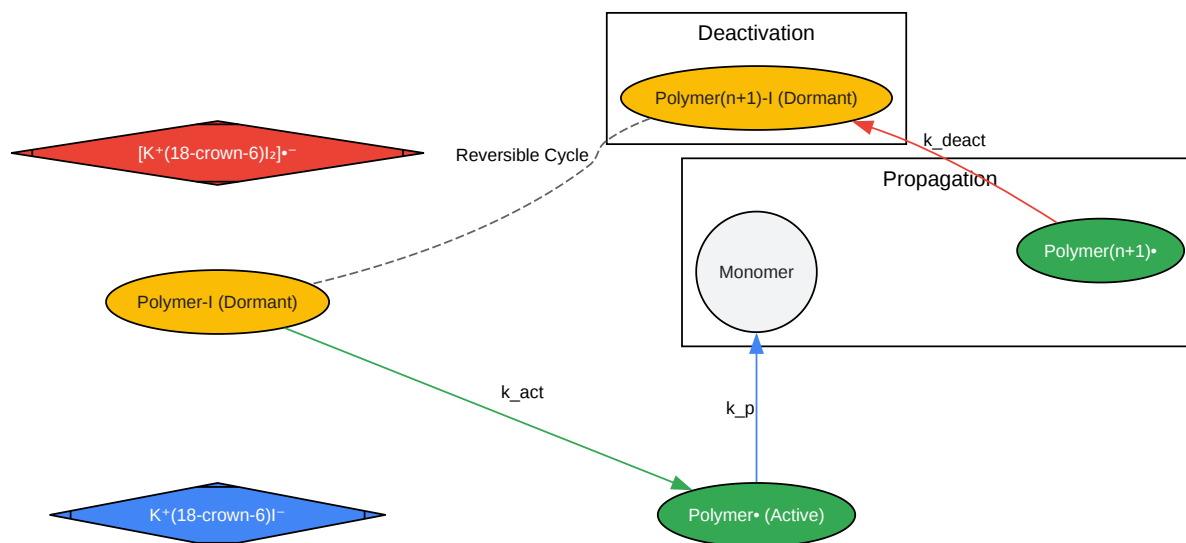 Deactivation
Polymer(n+1)-I (Dormant)
[K⁺(18-crown-6)I₂]•⁻
Reversible Cycle
k_deact
Propagation
Monomer
Polymer(n+1)•
Polymer-I (Dormant)
k_act
k_p
K⁺(18-crown-6)I⁻
Polymer• (Active)